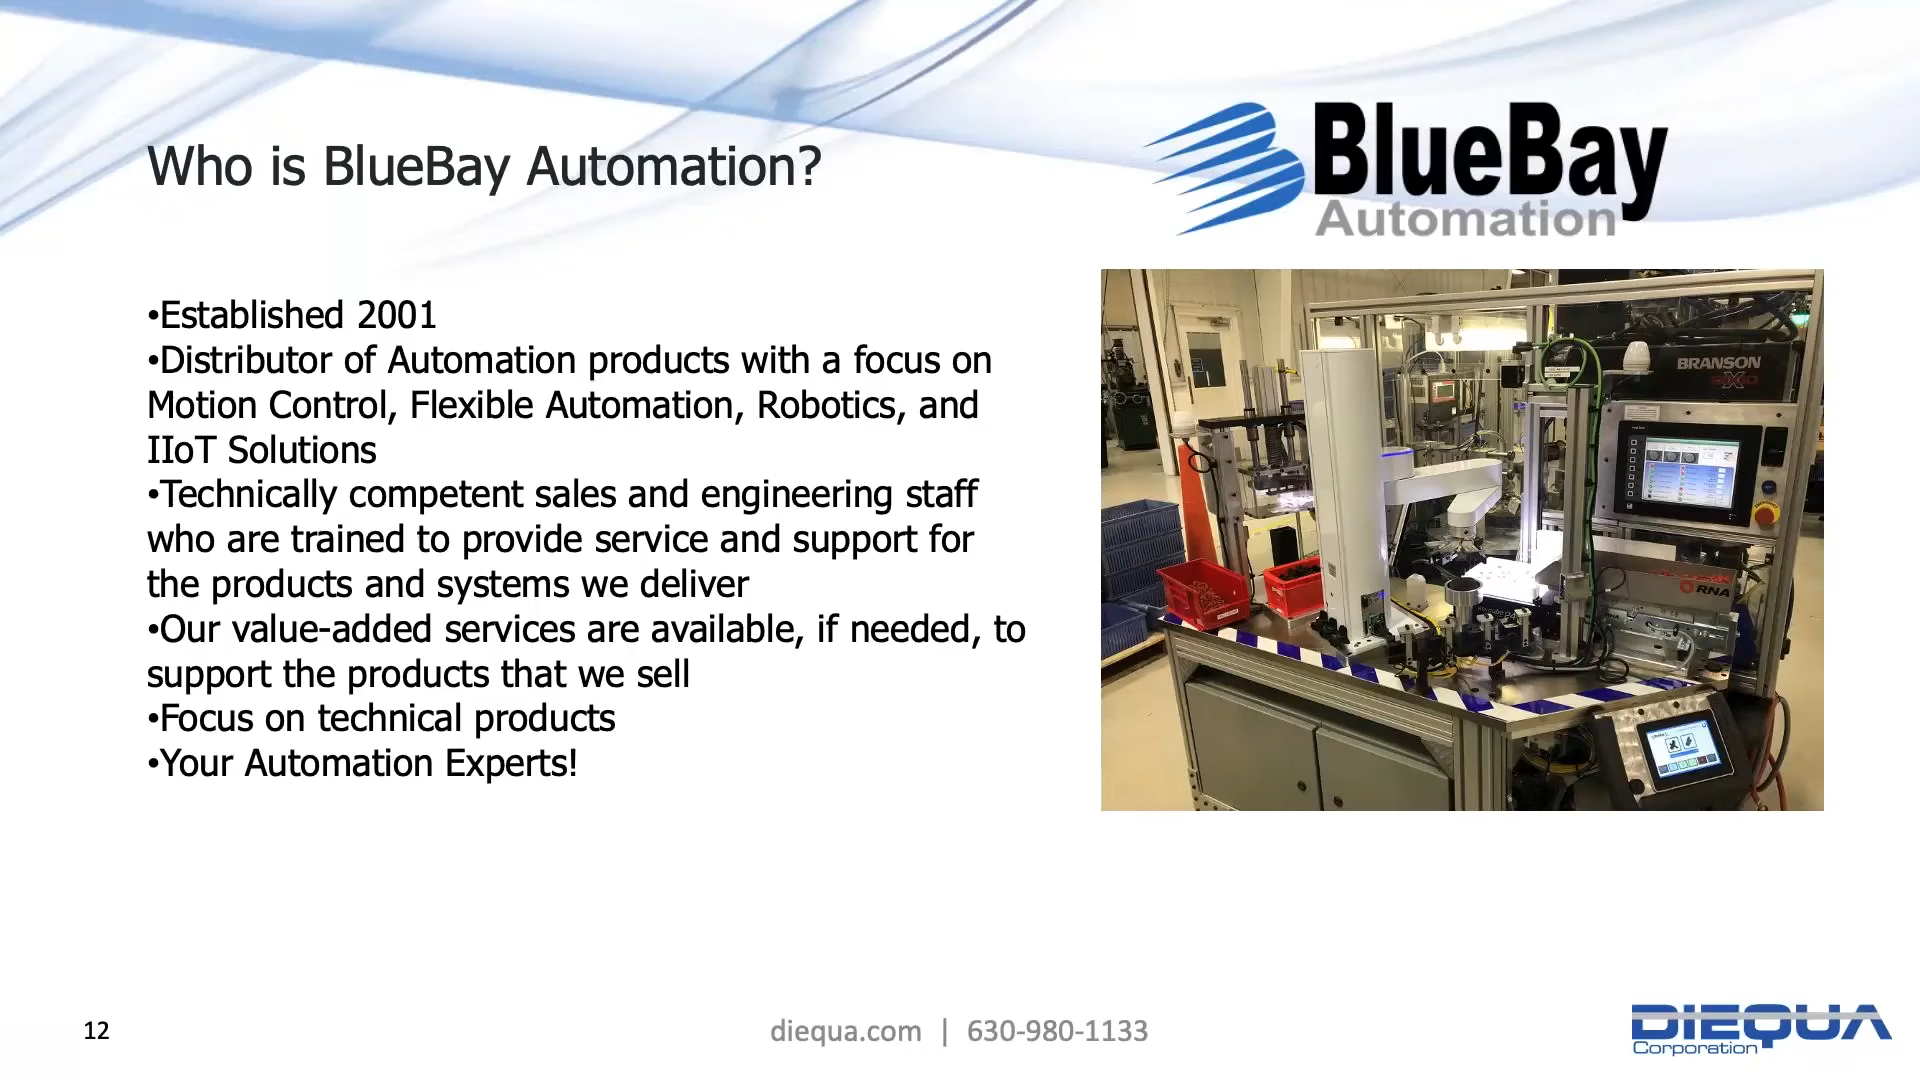 Who is BlueBay Automation?
BlueBay
Automation
•Established 2001
•Distributor of Automation products with a focus on
Motion Control, Flexible Automation, Robotics, and
IIoT Solutions
•Technically competent sales and engineering staff
who are trained to provide service and support for
the products and systems we deliver
•Our value-added services are available, if needed, to
support the products that we sell
•Focus on technical products
•Your Automation Experts!
BRANSON
RNA
12
diequa.com | 630-980-1133
DIEQUA
Corporation